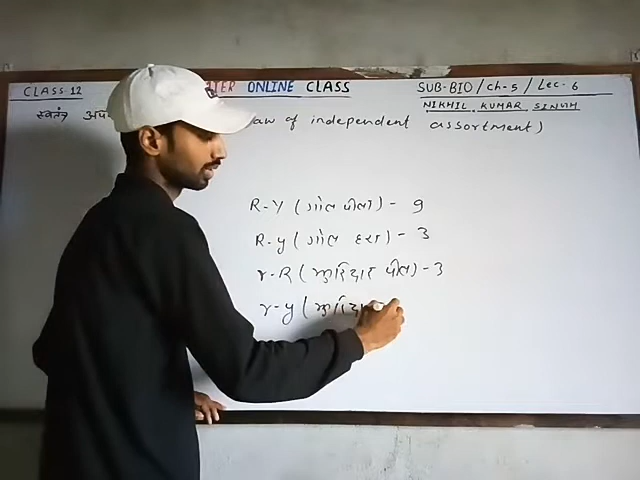 CLASS-12 ONLINE CLASS SUB-BIO/Ch-5/Lec-6
NIKHIL KUMAR SINGH
स्वतंत्र of independent assortment)
R-Y (गोल पीला) - 9
R-y (गोल हरा) - 3
r-R (झुर्रीदार पीला) - 3
r-y (